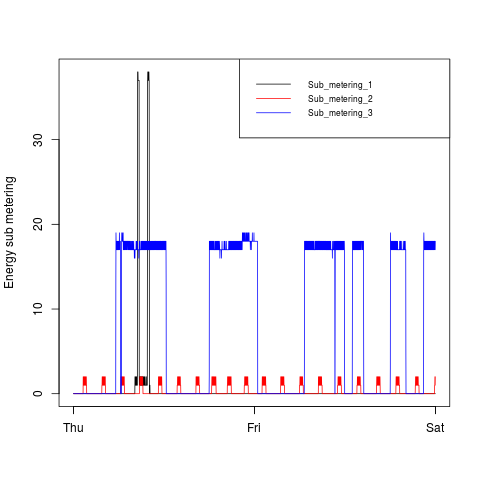 Sub_metering_1
Sub_metering_2
Sub_metering_3
Energy sub metering
30
20
10
0
Thu Fri Sat